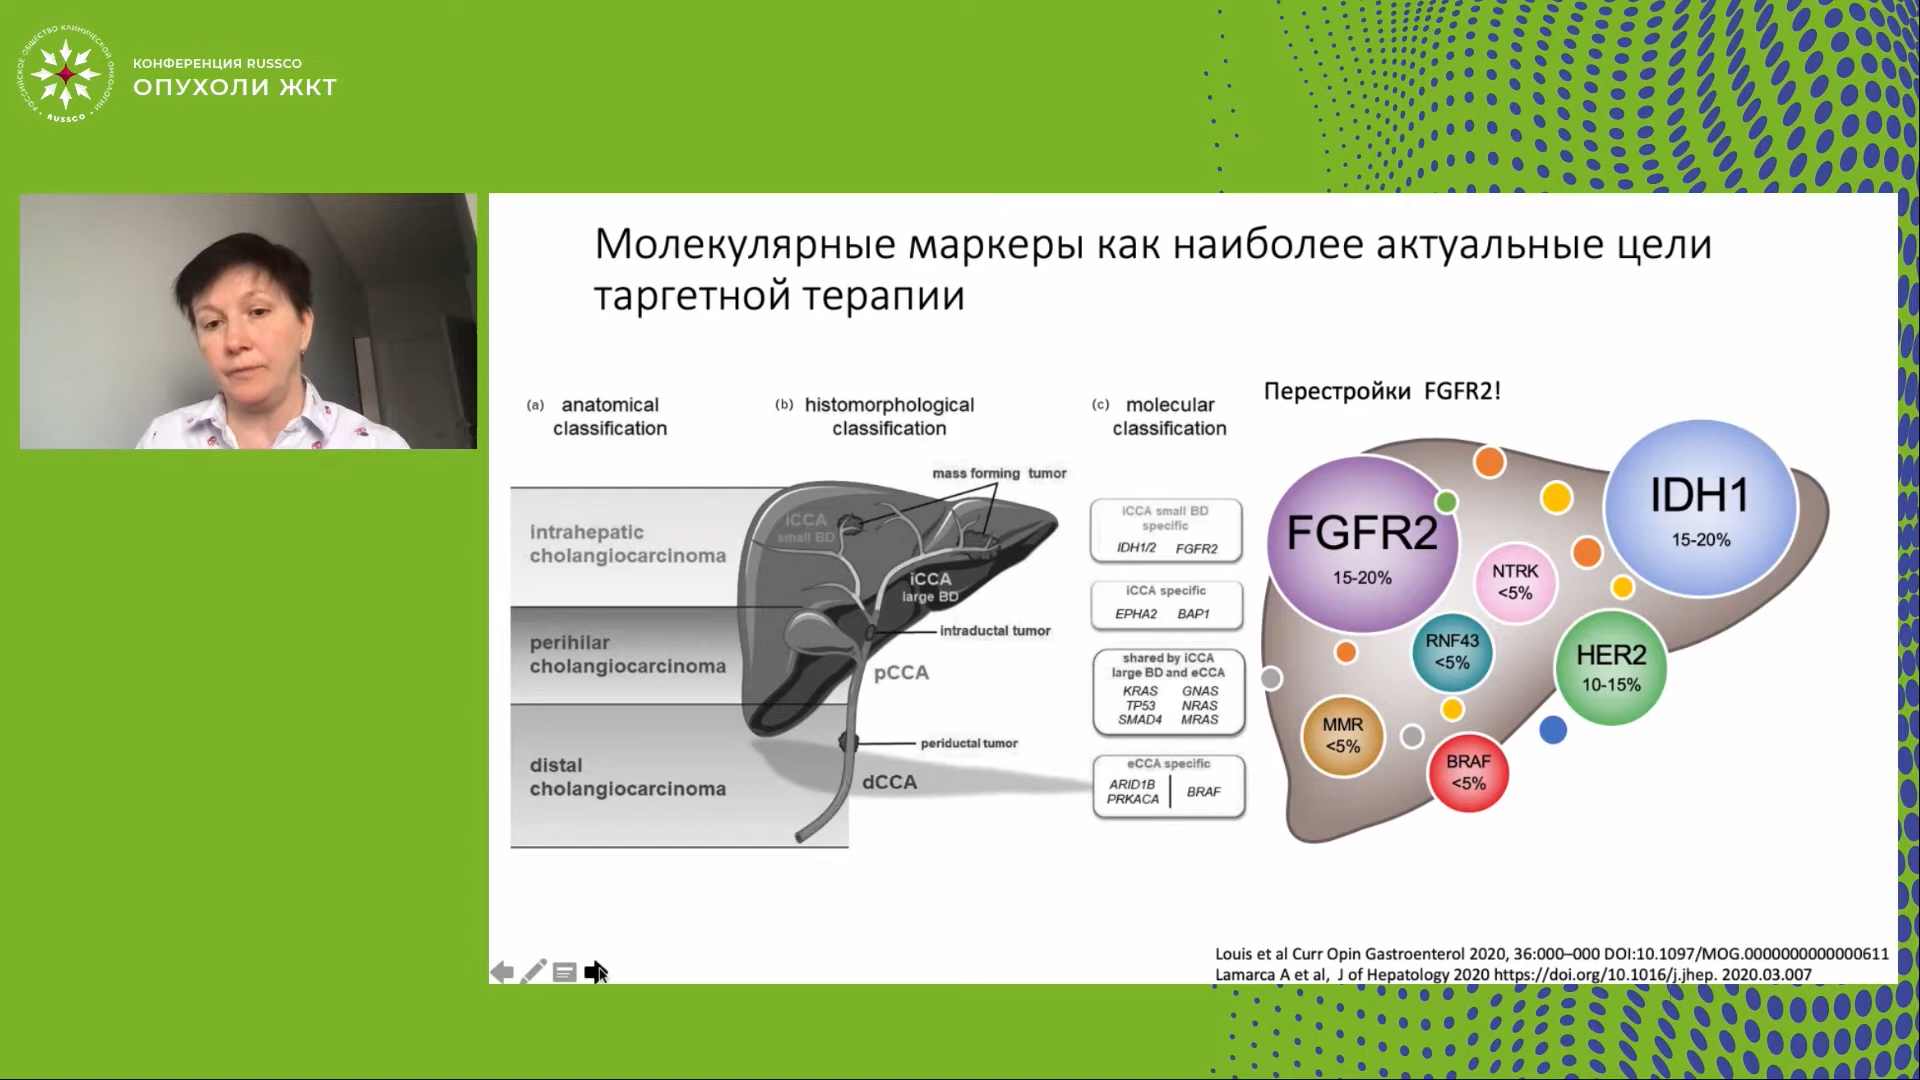 РОССИЙСКОЕ ОБЩЕСТВО КЛИНИЧЕСКОЙ ОНКОЛОГИИ
• RUSSCO •
КОНФЕРЕНЦИЯ RUSSCO
ОПУХОЛИ ЖКТ
Молекулярные маркеры как наиболее актуальные цели
таргетной терапии
(a) anatomical
classification
(b) histomorphological
classification
(c) molecular
classification
Перестройки FGFR2!
intrahepatic
cholangiocarcinoma
perihilar
cholangiocarcinoma
distal
cholangiocarcinoma
mass forming tumor
iCCA
small BD
iCCA
large BD
intraductal tumor
pCCA
periductal tumor
dCCA
iCCA small BD
specific
IDH1/2 FGFR2
iCCA specific
EPHA2 BAP1
shared by iCCA
large BD and eCCA
KRAS GNAS
TP53 NRAS
SMAD4 MRAS
eCCA specific
ARID1B
PRKACA
BRAF
FGFR2
15-20%
IDH1
15-20%
NTRK
<5%
RNF43
<5%
HER2
10-15%
MMR
<5%
BRAF
<5%
Louis et al Curr Opin Gastroenterol 2020, 36:000–000 DOI:10.1097/MOG.0000000000000611
Lamarca A et al, J of Hepatology 2020 https://doi.org/10.1016/j.jhep. 2020.03.007